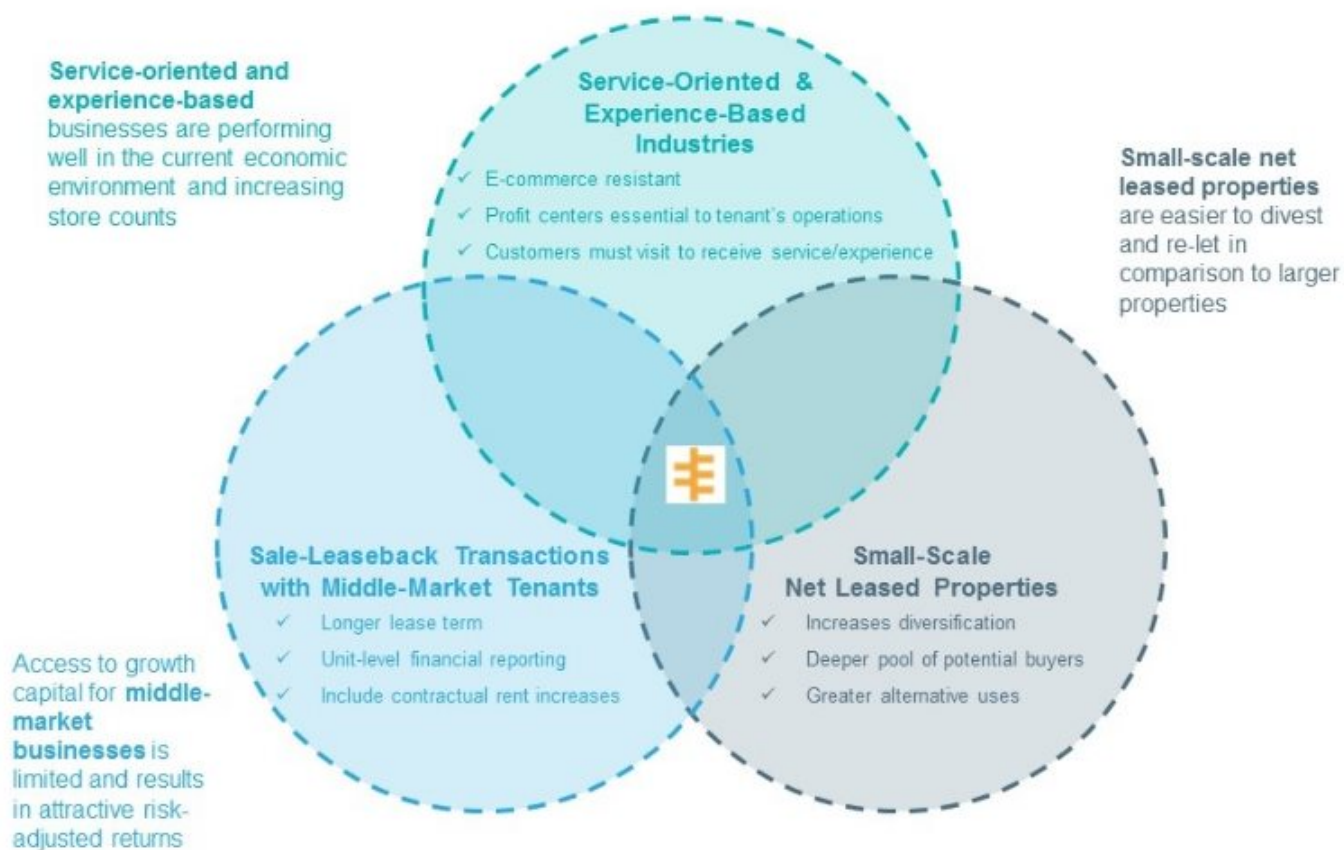 Service-oriented and
experience-based
businesses are performing
well in the current economic
environment and increasing
store counts
Service-Oriented &
Experience-Based
Industries
✓ E-commerce resistant
✓ Profit centers essential to tenant's operations
✓ Customers must visit to receive service/experience
Small-scale net
leased properties
are easier to divest
and re-let in
comparison to larger
properties
Sale-Leaseback Transactions
with Middle-Market Tenants
✓ Longer lease term
✓ Unit-level financial reporting
✓ Include contractual rent increases
Small-Scale
Net Leased Properties
✓ Increases diversification
✓ Deeper pool of potential buyers
✓ Greater alternative uses
Access to growth
capital for middle-
market
businesses is
limited and results
in attractive risk-
adjusted returns